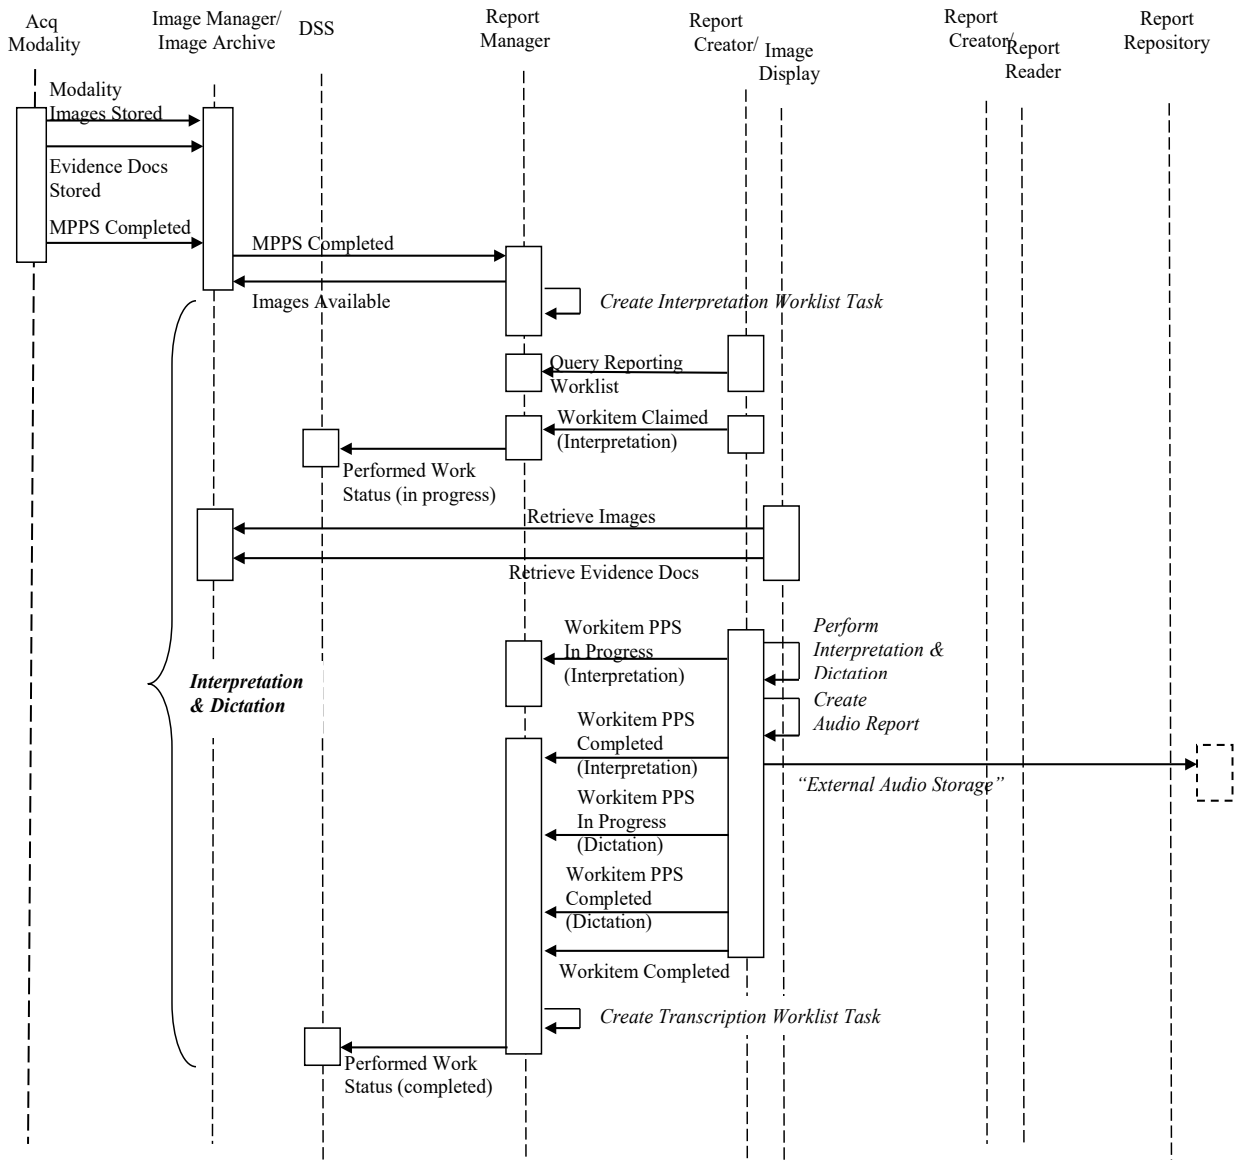 Acq
Modality
Image Manager/
Image Archive
DSS
Report
Manager
Report
Creator/
Image
Display
Report
Creator/
Report
Reader
Report
Repository
Modality
Images Stored
Evidence Docs
Stored
MPPS Completed
MPPS Completed
Images Available
Create Interpretation Worklist Task
Query Reporting
Worklist
Workitem Claimed
(Interpretation)
Performed Work
Status (in progress)
Retrieve Images
Retrieve Evidence Docs
Workitem PPS
In Progress
(Interpretation)
Perform
Interpretation &
Dictation
Interpretation
& Dictation
Create
Audio Report
Workitem PPS
Completed
(Interpretation)
“External Audio Storage”
Workitem PPS
In Progress
(Dictation)
Workitem PPS
Completed
(Dictation)
Workitem Completed
Create Transcription Worklist Task
Performed Work
Status (completed)